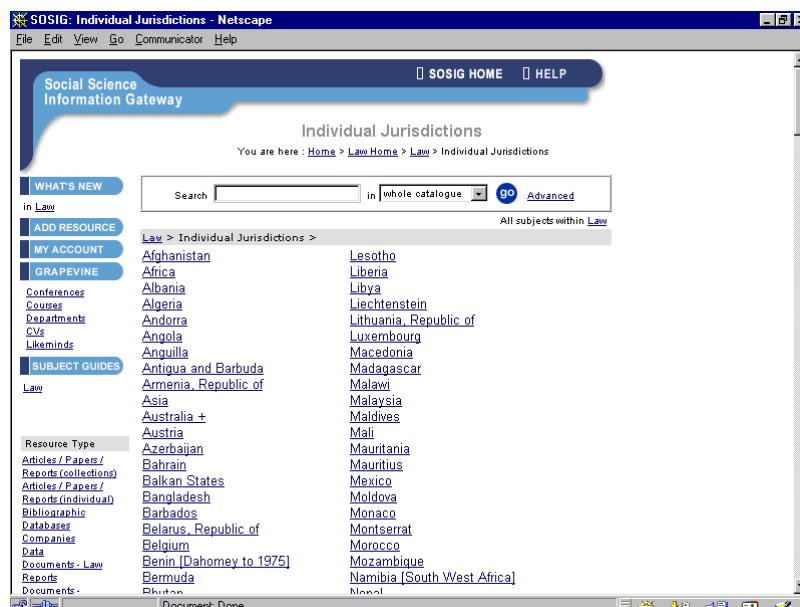 SOSIG: Individual Jurisdictions - Netscape
File Edit View Go Communicator Help
SOSIG HOME HELP
Social Science
Information Gateway
Individual Jurisdictions
You are here : Home > Law Home > Law > Individual Jurisdictions
WHAT'S NEW
in Law
ADD RESOURCE
MY ACCOUNT
GRAPEVINE
Conferences
Courses
Departments
CVs
Likeminds
SUBJECT GUIDES
Law
Resource Type
Articles / Papers /
Reports (collections)
Articles / Papers /
Reports (individual)
Bibliographic
Databases
Companies
Data
Documents - Law
Reports
Documents -
Search in whole catalogue go Advanced
All subjects within Law
Law > Individual Jurisdictions >
Afghanistan
Africa
Albania
Algeria
Andorra
Angola
Anguilla
Antigua and Barbuda
Armenia, Republic of
Asia
Australia +
Austria
Azerbaijan
Bahrain
Balkan States
Bangladesh
Barbados
Belarus, Republic of
Belgium
Benin [Dahomey to 1975]
Bermuda
Bhutan
Lesotho
Liberia
Libya
Liechtenstein
Lithuania, Republic of
Luxembourg
Macedonia
Madagascar
Malawi
Malaysia
Maldives
Mali
Mauritania
Mauritius
Mexico
Moldova
Monaco
Montserrat
Morocco
Mozambique
Namibia [South West Africa]
Nepal
Document: Done